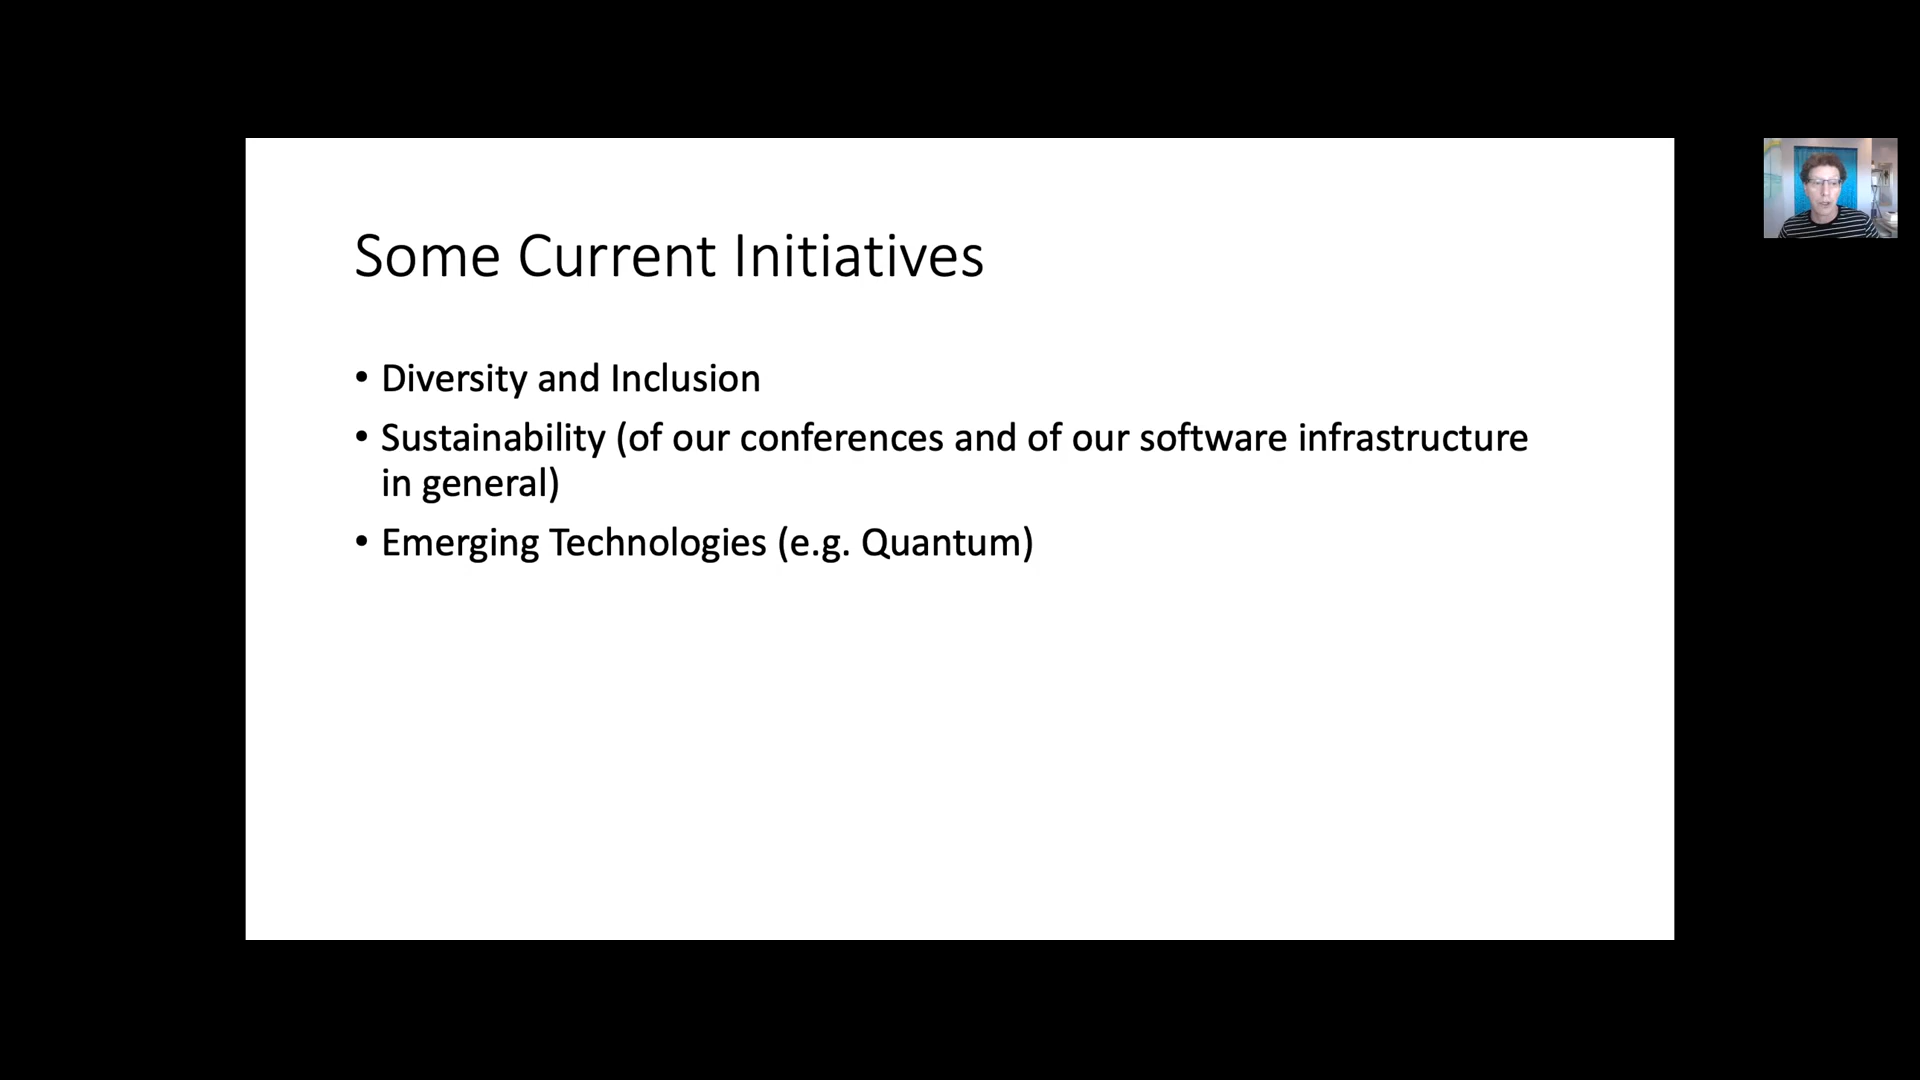 Some Current Initiatives
• Diversity and Inclusion
• Sustainability (of our conferences and of our software infrastructure
in general)
• Emerging Technologies (e.g. Quantum)